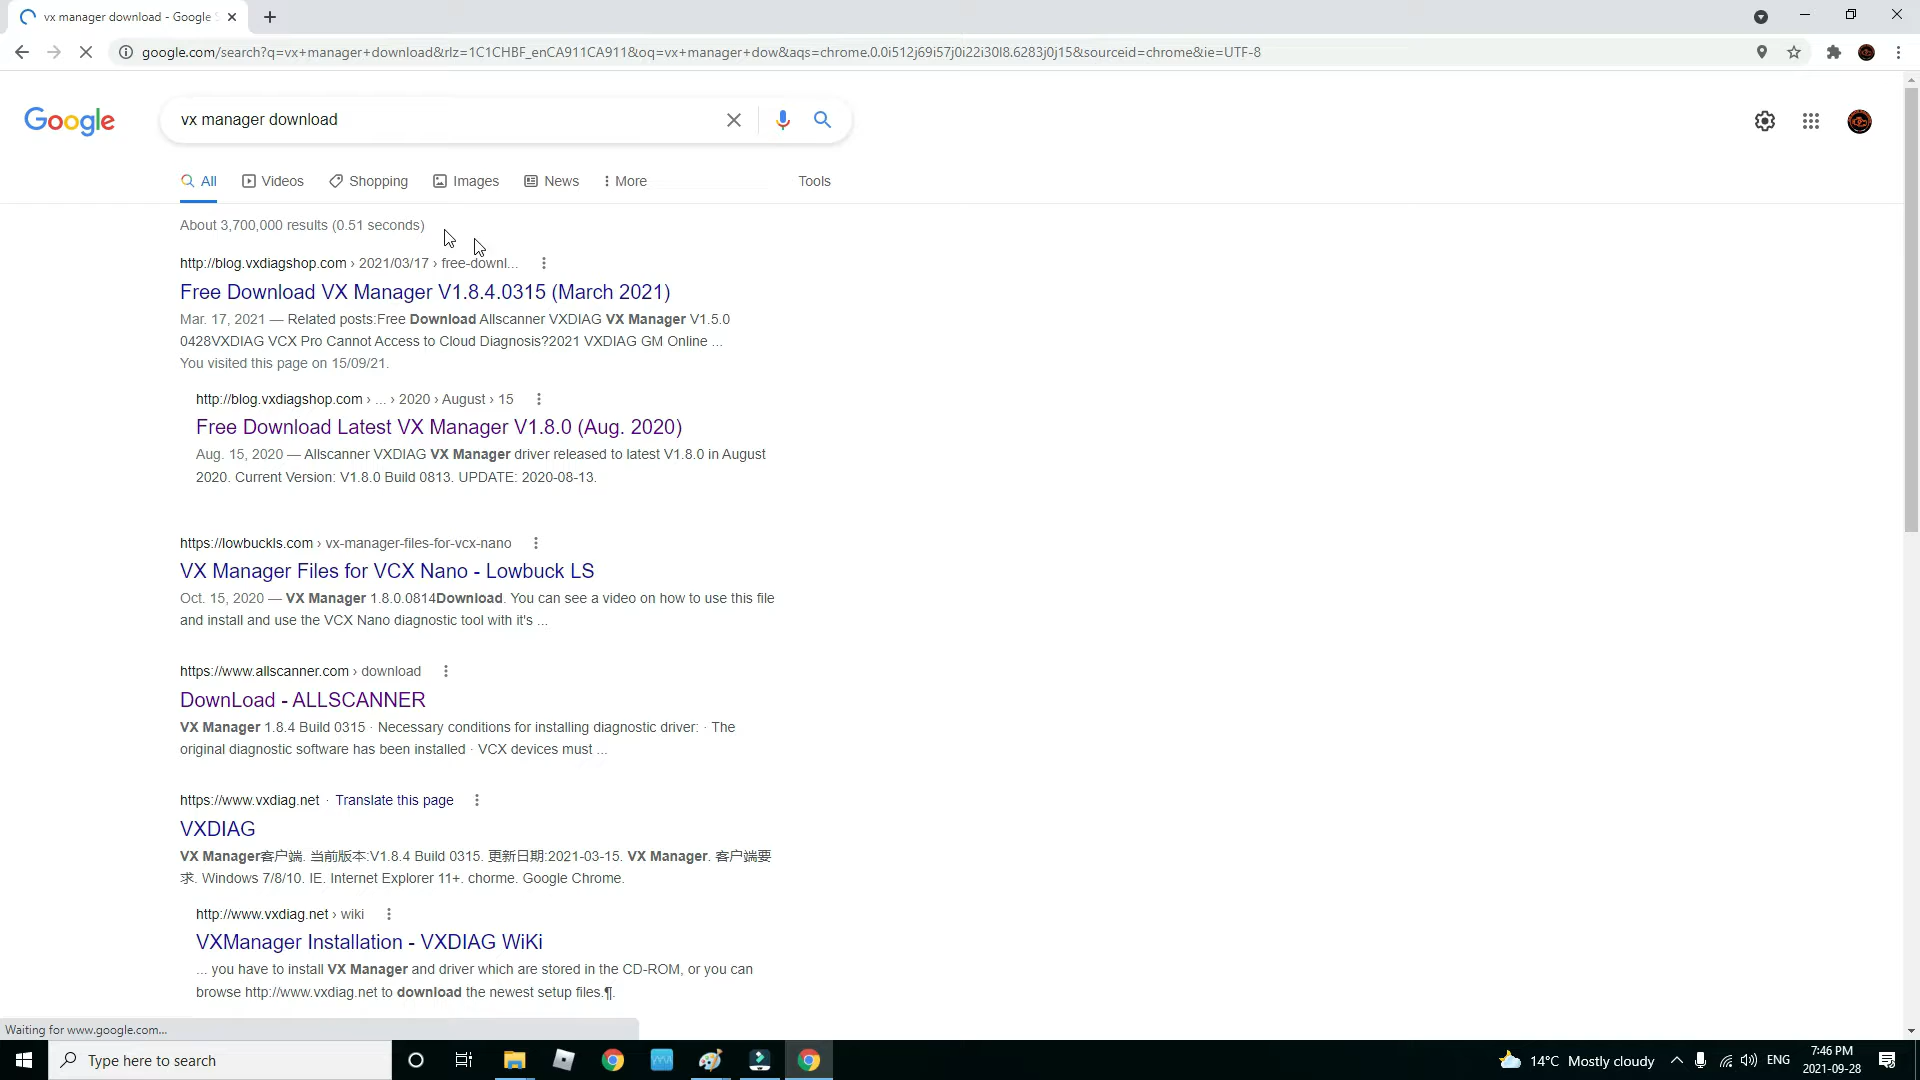 vx manager download - Google S
google.com/search?q=vx+manager+download&rlz=1C1CHBF_enCA911CA911&oq=vx+manager+dow&aqs=chrome.0.0i512j69i57j0i22i30l8.6283j0j15&sourceid=chrome&ie=UTF-8
Google
vx manager download
All Videos Shopping Images News More Tools
About 3,700,000 results (0.51 seconds)
http://blog.vxdiagshop.com › 2021/03/17 › free-downl...
Free Download VX Manager V1.8.4.0315 (March 2021)
Mar. 17, 2021 — Related posts:Free Download Allscanner VXDIAG VX Manager V1.5.0
0428VXDIAG VCX Pro Cannot Access to Cloud Diagnosis?2021 VXDIAG GM Online ...
You visited this page on 15/09/21.
http://blog.vxdiagshop.com › ... › 2020 › August › 15
Free Download Latest VX Manager V1.8.0 (Aug. 2020)
Aug. 15, 2020 — Allscanner VXDIAG VX Manager driver released to latest V1.8.0 in August
2020. Current Version: V1.8.0 Build 0813. UPDATE: 2020-08-13.
https://lowbuckls.com › vx-manager-files-for-vcx-nano
VX Manager Files for VCX Nano - Lowbuck LS
Oct. 15, 2020 — VX Manager 1.8.0.0814Download. You can see a video on how to use this file
and install and use the VCX Nano diagnostic tool with it's ...
https://www.allscanner.com › download
DownLoad - ALLSCANNER
VX Manager 1.8.4 Build 0315 · Necessary conditions for installing diagnostic driver: · The
original diagnostic software has been installed · VCX devices must ...
https://www.vxdiag.net · Translate this page
VXDIAG
VX Manager客户端. 当前版本:V1.8.4 Build 0315. 更新日期:2021-03-15. VX Manager. 客户端要
求. Windows 7/8/10. IE. Internet Explorer 11+. chorme. Google Chrome.
http://www.vxdiag.net › wiki
VXManager Installation - VXDIAG WiKi
... you have to install VX Manager and driver which are stored in the CD-ROM, or you can
browse http://www.vxdiag.net to download the newest setup files.¶.
Waiting for www.google.com...
Type here to search
14°C Mostly cloudy
ENG
7:46 PM
2021-09-28